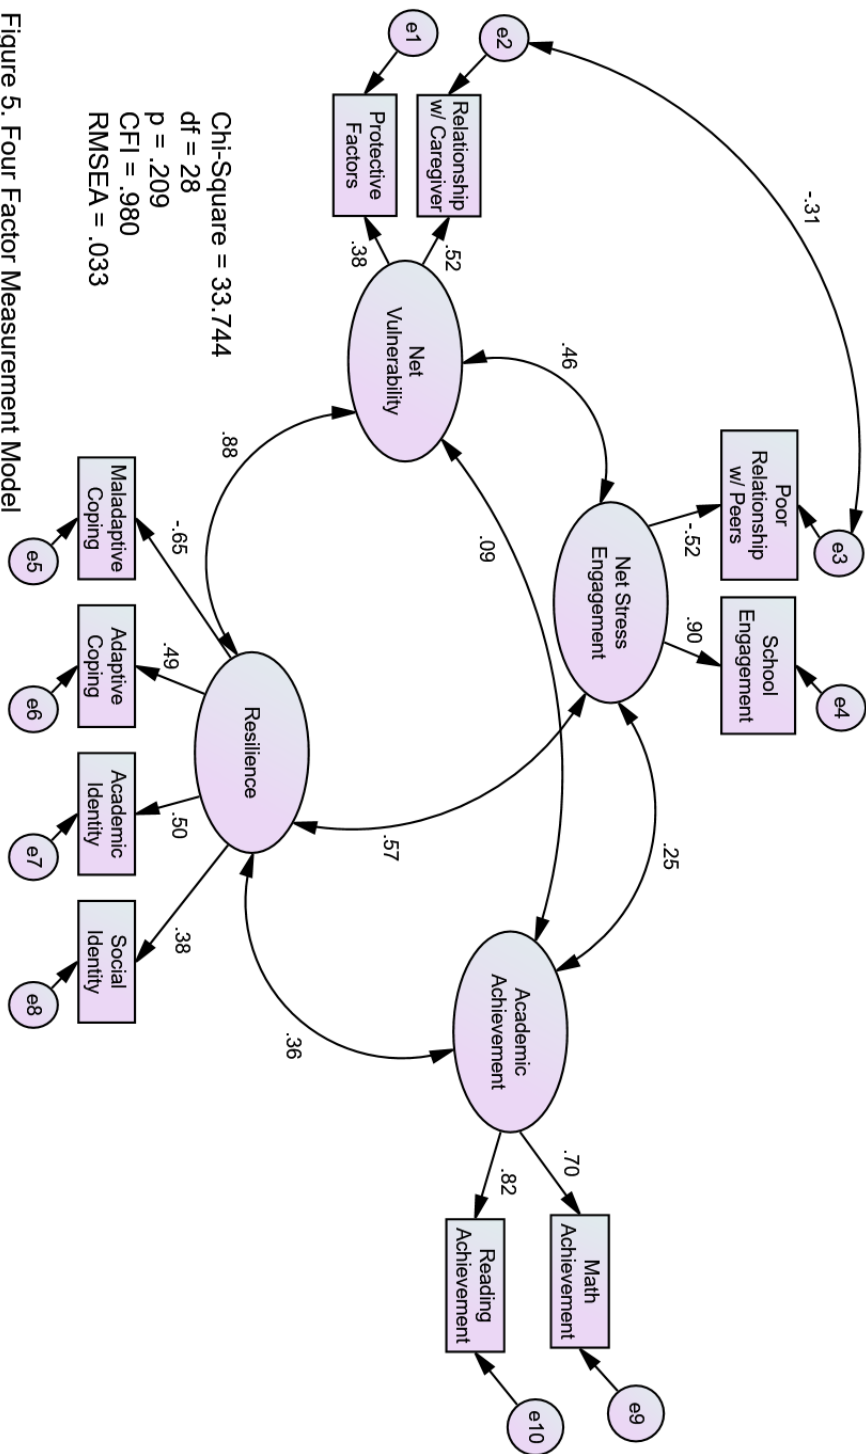 e1
e2
-.31
Protective
Factors
Relationship
w/ Caregiver
.38
.52
Chi-Square = 33.744
df = 28
p = .209
CFI = .980
RMSEA = .033
Net
Vulnerability
.46
.88
.09
Poor
Relationship
w/ Peers
e3
-.52
School
Engagement
e4
.90
Net Stress
Engagement
Maladaptive
Coping
e5
-.65
Adaptive
Coping
e6
.49
Academic
Identity
e7
.50
Social
Identity
e8
.38
Resilience
.57
.25
.36
Academic
Achievement
.70
.82
Math
Achievement
e9
Reading
Achievement
e10
Figure 5. Four Factor Measurement Model